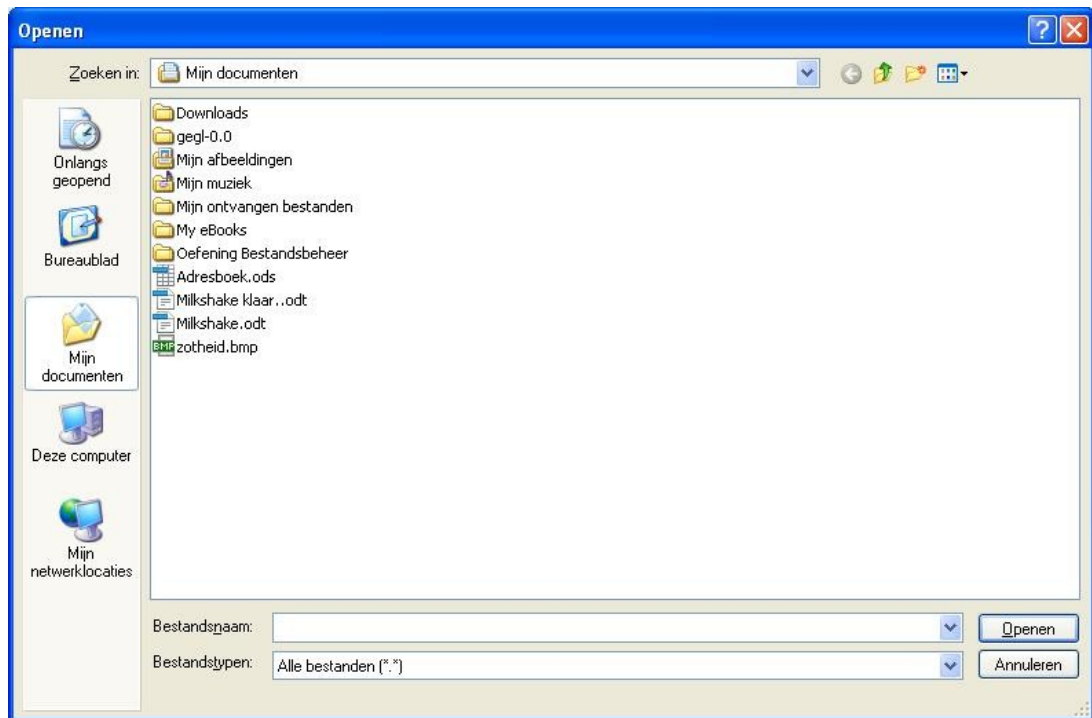 Openen
Zoeken in:
Mijn documenten
Onlangs
geopend
Bureaublad
Mijn
documenten
Deze computer
Mijn
netwerklocaties
Downloads
gegl-0.0
Mijn afbeeldingen
Mijn muziek
Mijn ontvangen bestanden
My eBooks
Oefening Bestandsbeheer
Adresboek.ods
Milkshake klaar..odt
Milkshake.odt
BMP zotheid.bmp
Bestandsnaam:
Openen
Bestandstypen:
Alle bestanden (*.*)
Annuleren